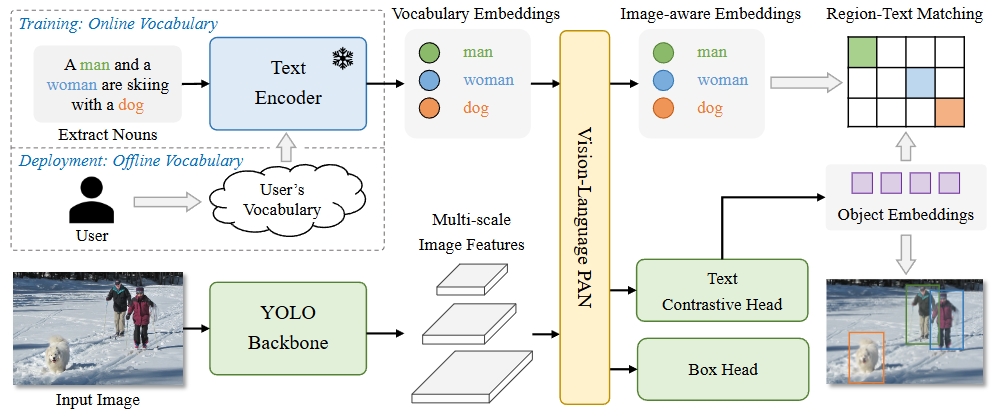 Training: Online Vocabulary
A man and a
woman are skiing
with a dog
Extract Nouns
Text
Encoder
Deployment: Offline Vocabulary
User
User's
Vocabulary
Vocabulary Embeddings
man
woman
dog
Image-aware Embeddings
man
woman
dog
Region-Text Matching
Vision-Language PAN
Input Image
YOLO
Backbone
Multi-scale
Image Features
Text
Contrastive Head
Box Head
Object Embeddings